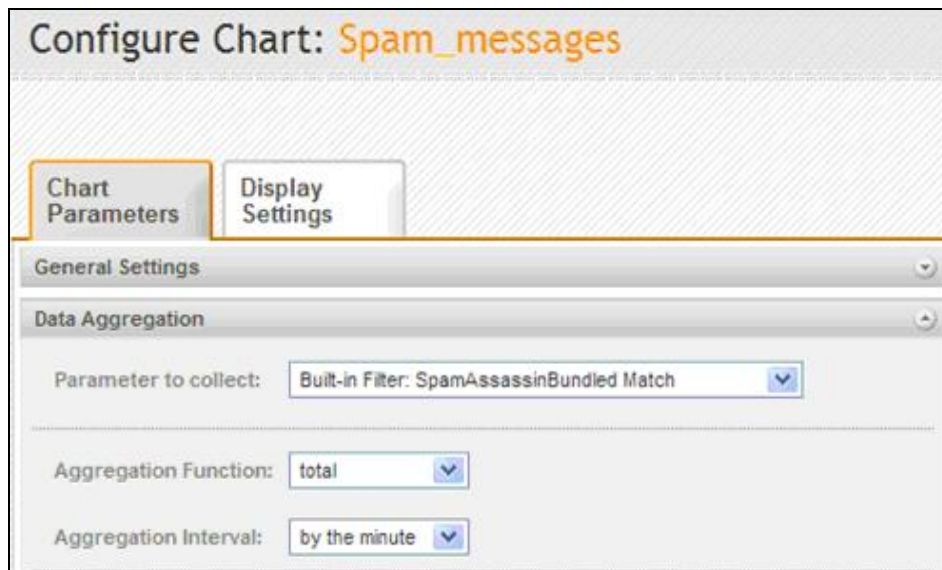 Configure Chart: Spam_messages
Chart
Parameters
Display
Settings
General Settings
Data Aggregation
Parameter to collect: Built-in Filter: SpamAssassinBundled Match
Aggregation Function: total
Aggregation Interval: by the minute